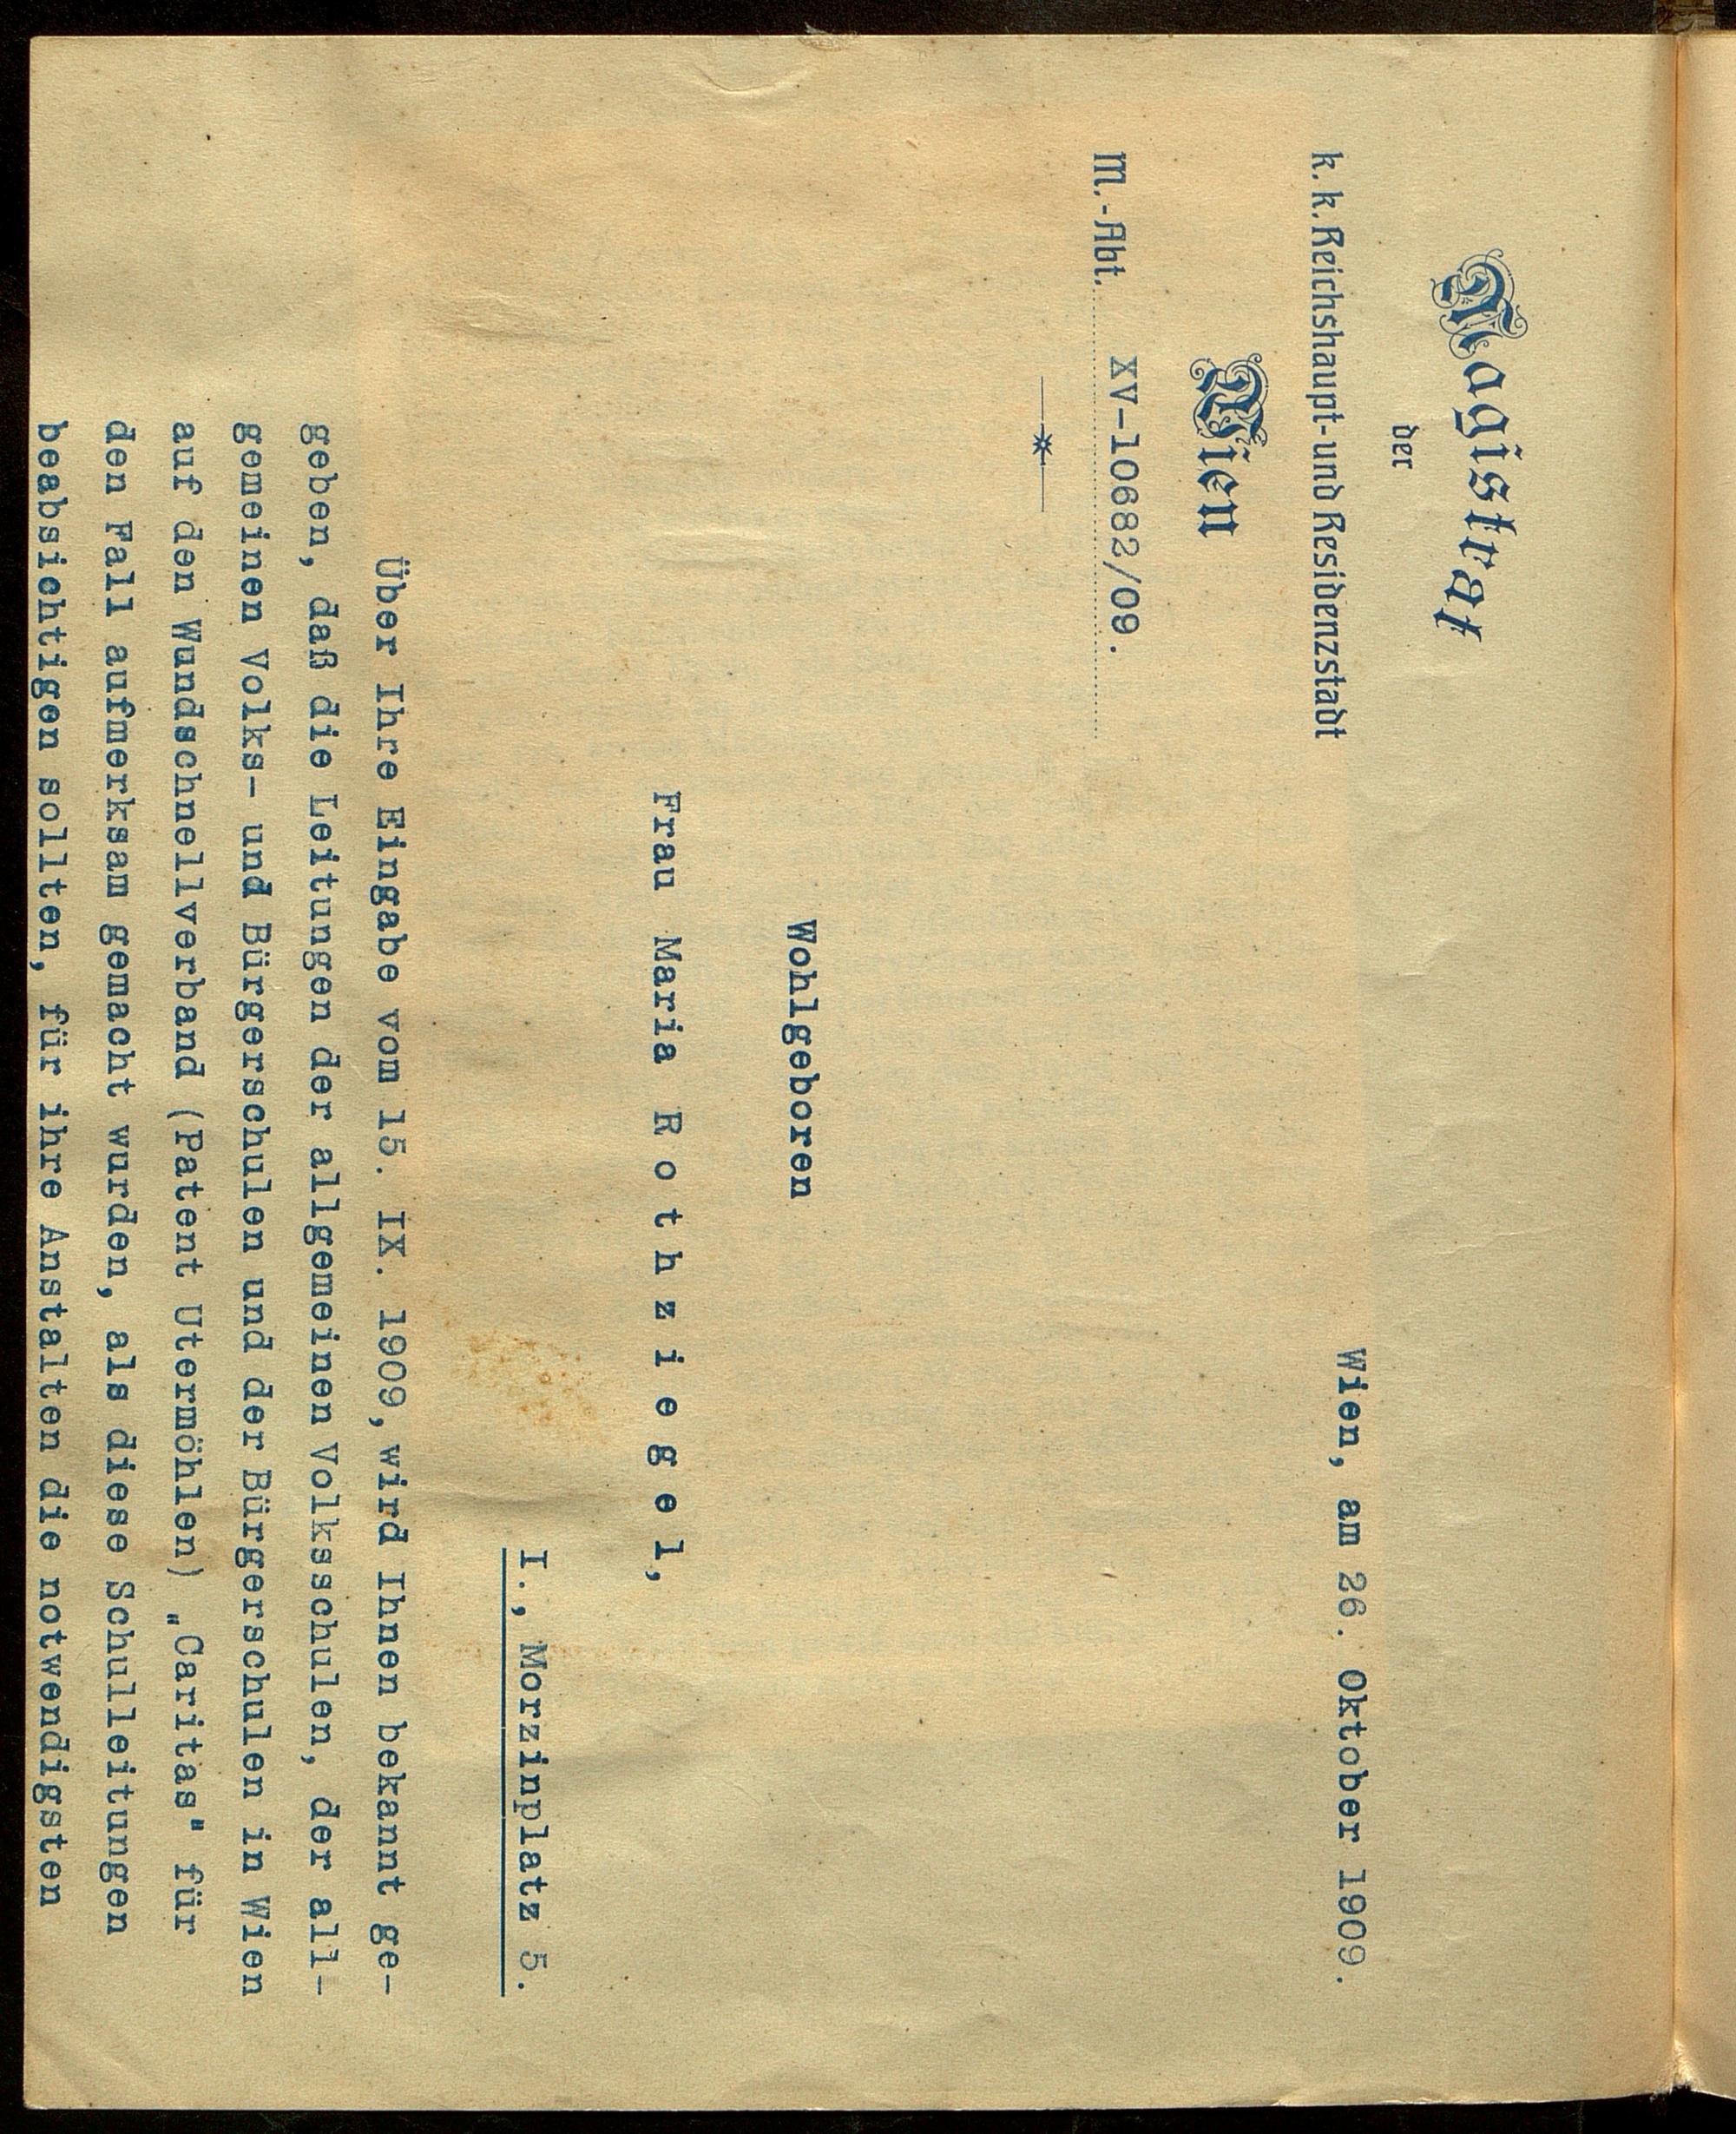 Magistrat
der
k. k. Reichshaupt- und Residenzstadt
Wien
M.-Abt. XV-10682/09.
Wien, am 26. Oktober 1909.
Wohlgeboren
Frau Maria Rothziegel,
I., Morzinplatz 5.
Über Ihre Eingabe vom 15. IX. 1909, wird Ihnen bekannt ge-
geben, daß die Leitungen der allgemeinen Volksschulen, der all-
gemeinen Volks- und Bürgerschulen und der Bürgerschulen in Wien
auf den Wundschnellverband (Patent Utermöhlen) „Caritas" für
den Fall aufmerksam gemacht wurden, als diese Schulleitungen
beabsichtigen sollten, für ihre Anstalten die notwendigsten